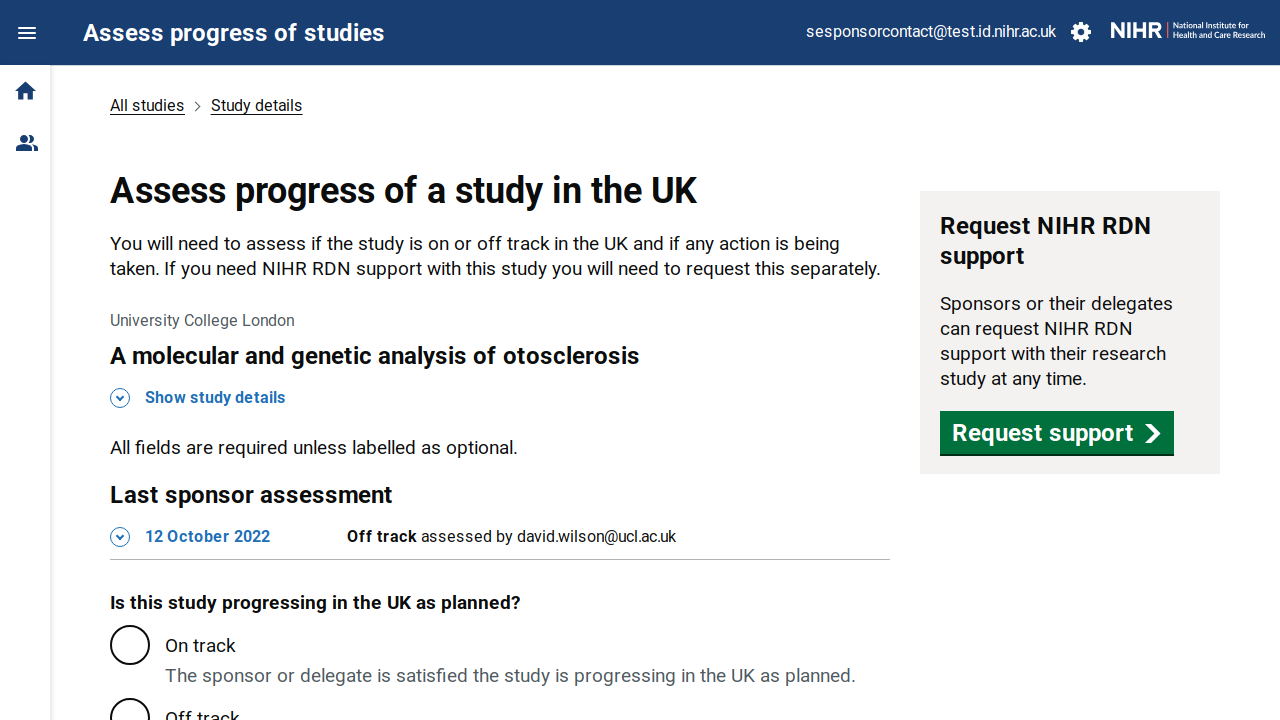 Assess progress of studies
sesponsorcontact@test.id.nihr.ac.uk
NIHR
National Institute for
Health and Care Research
All studies
Study details
Assess progress of a study in the UK
You will need to assess if the study is on or off track in the UK and if any action is being
taken. If you need NIHR RDN support with this study you will need to request this separately.
University College London
A molecular and genetic analysis of otosclerosis
Show study details
All fields are required unless labelled as optional.
Last sponsor assessment
12 October 2022
Off track assessed by david.wilson@ucl.ac.uk
Is this study progressing in the UK as planned?
On track
The sponsor or delegate is satisfied the study is progressing in the UK as planned.
Off track
Request NIHR RDN
support
Sponsors or their delegates
can request NIHR RDN
support with their research
study at any time.
Request support